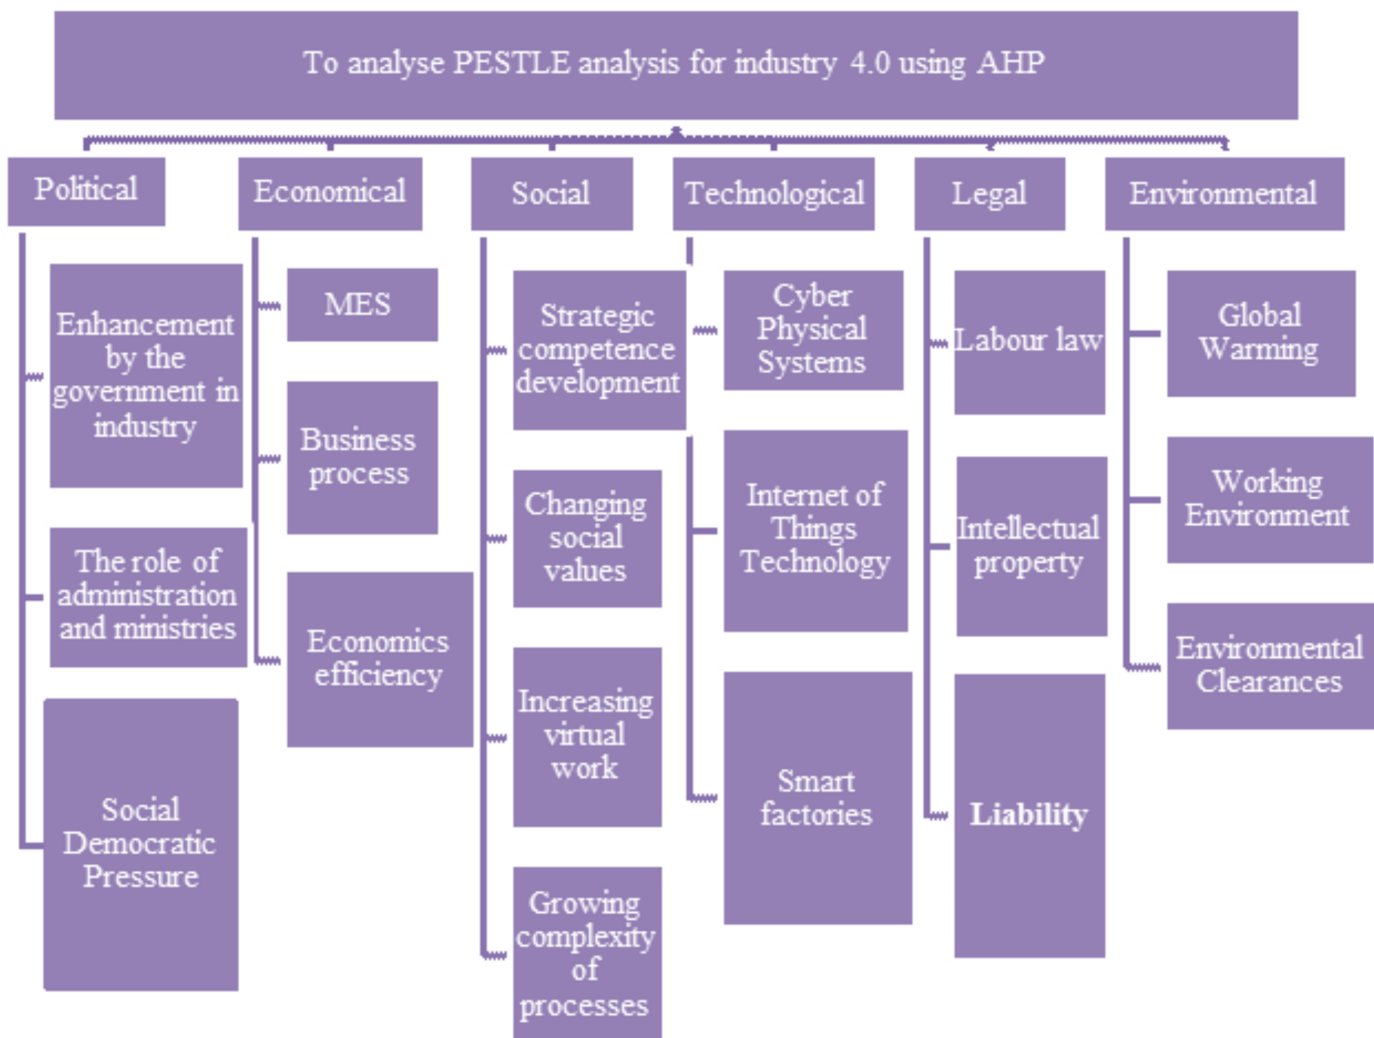 To analyse PESTLE analysis for industry 4.0 using AHP
Political
Enhancement
by the
government in
industry
The role of
administration
and ministries
Social
Democratic
Pressure
Economical
MES
Business
process
Economics
efficiency
Social
Strategic
competence
development
Changing
social
values
Increasing
virtual
work
Growing
complexity
of
processes
Technological
Cyber
Physical
Systems
Internet of
Things
Technology
Smart
factories
Legal
Labour law
Intellectual
property
Liability
Environmental
Global
Warming
Working
Environment
Environmental
Clearances